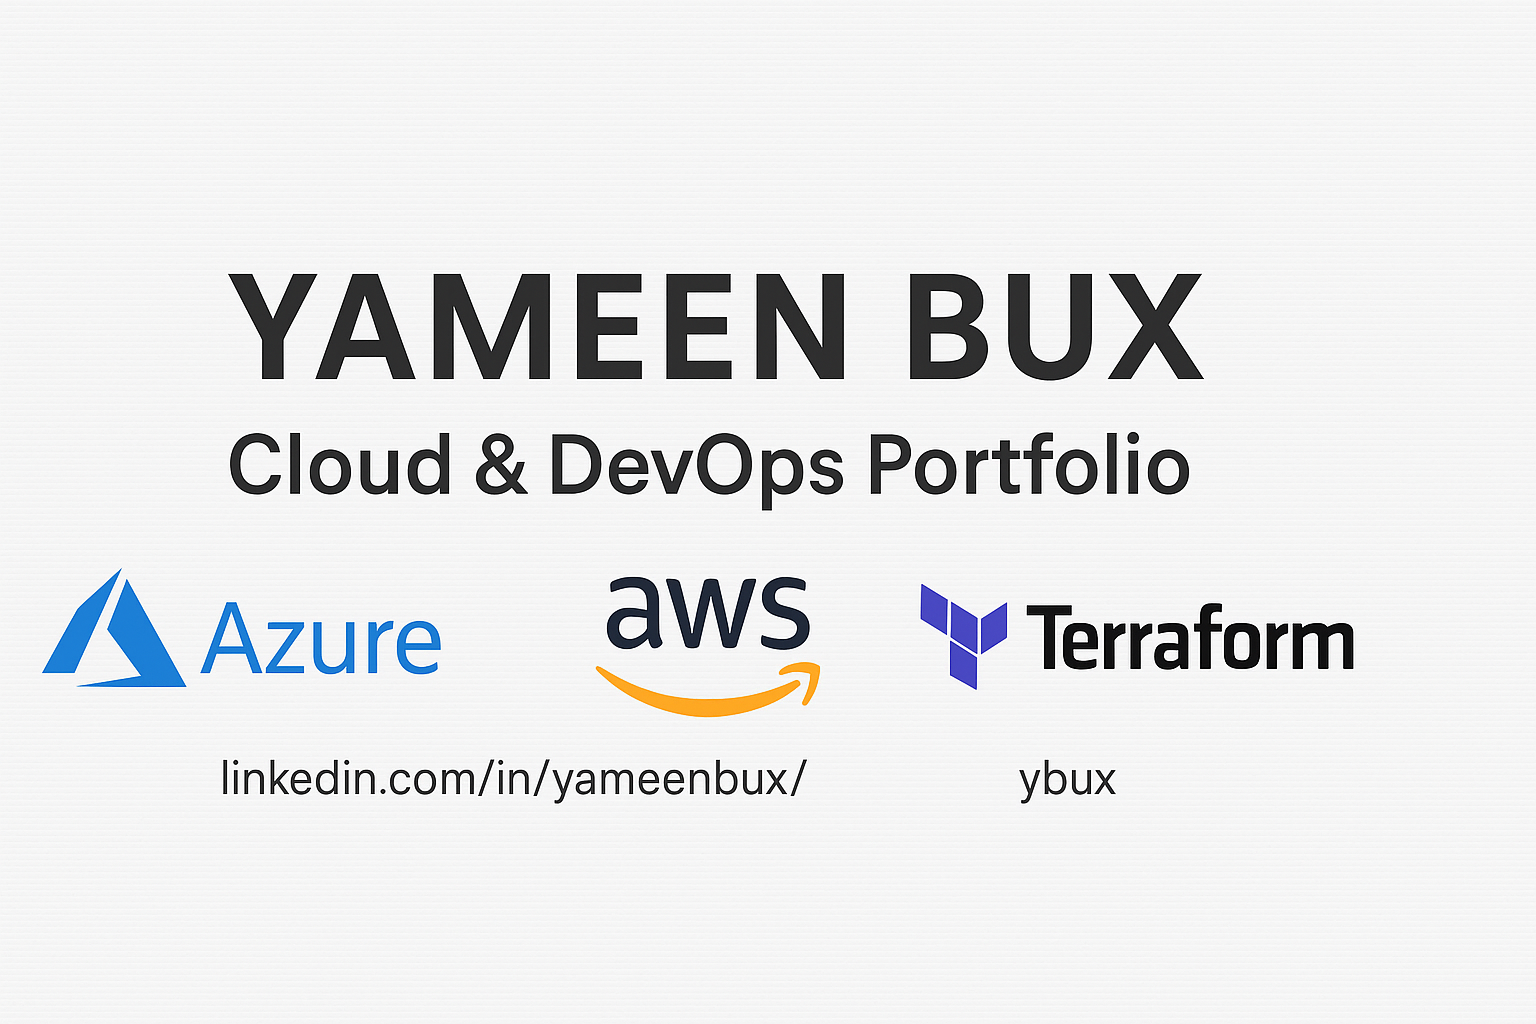 YAMEEN BUX
Cloud & DevOps Portfolio
Azure aws Terraform
linkedin.com/in/yameenbux/ ybux